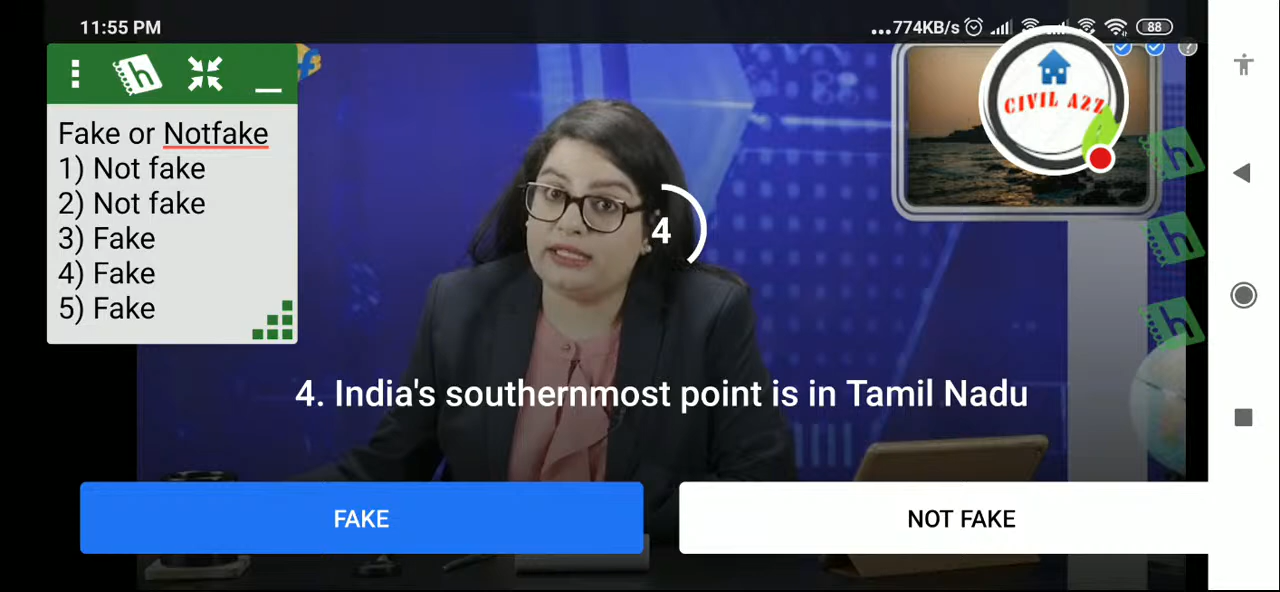 11:55 PM
...774KB/s
88
Fake or Notfake
1) Not fake
2) Not fake
3) Fake
4) Fake
5) Fake
CIVIL A2Z
4
4. India's southernmost point is in Tamil Nadu
FAKE
NOT FAKE